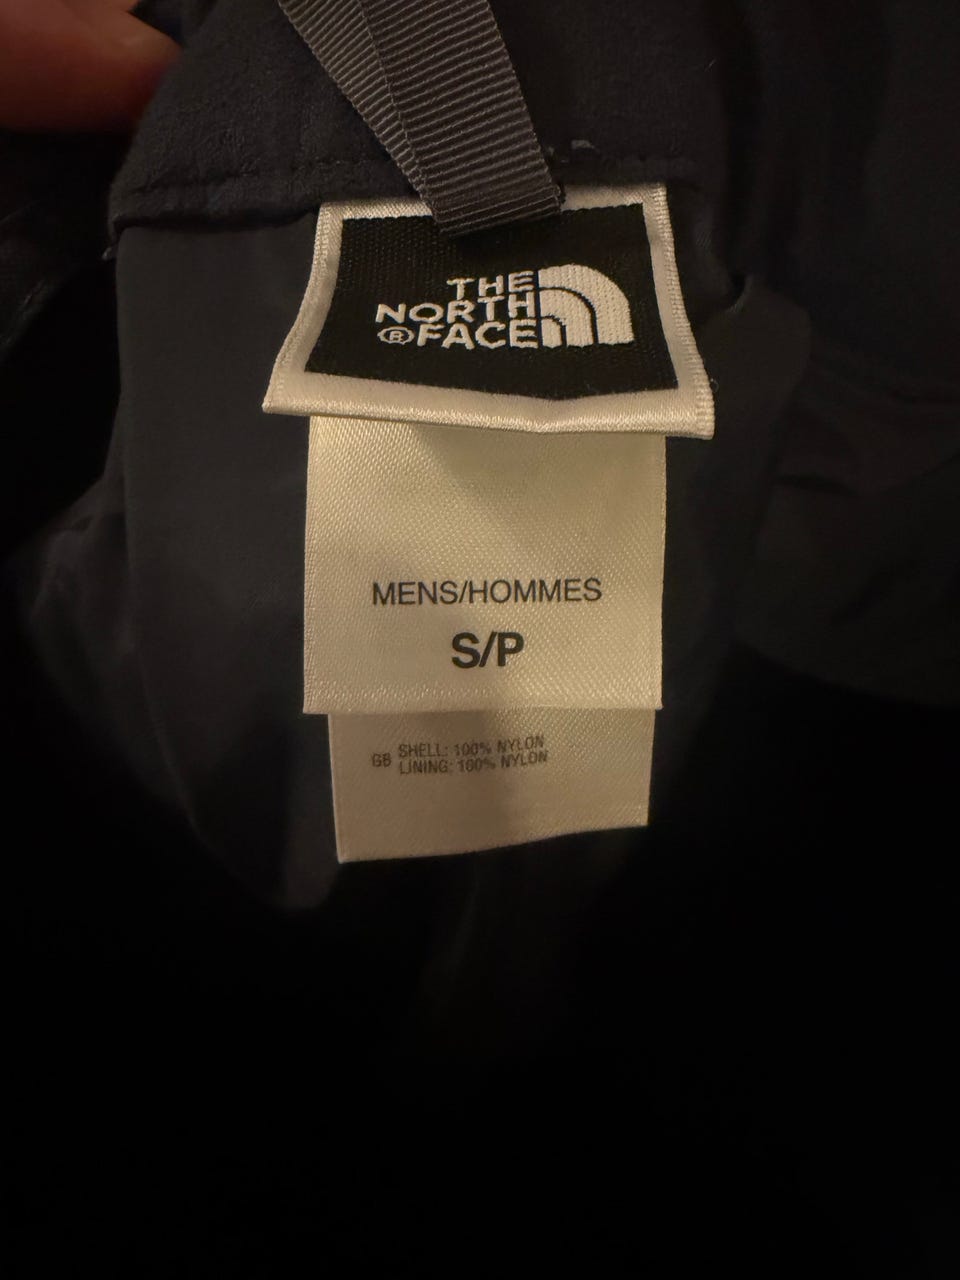 THE
NORTH
® FACE
MENS/HOMMES
S/P
GB SHELL: 100% NYLON
LINING: 100% NYLON